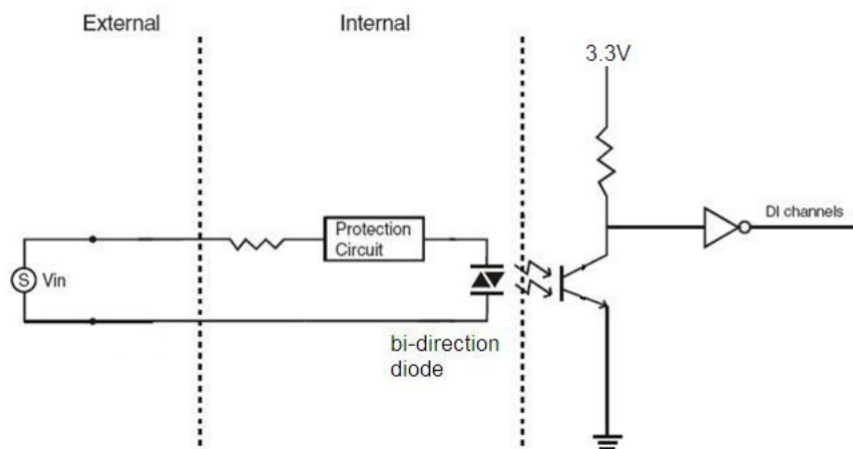 External
Internal
3.3V
Protection
Circuit
DI channels
S
Vin
bi-direction
diode